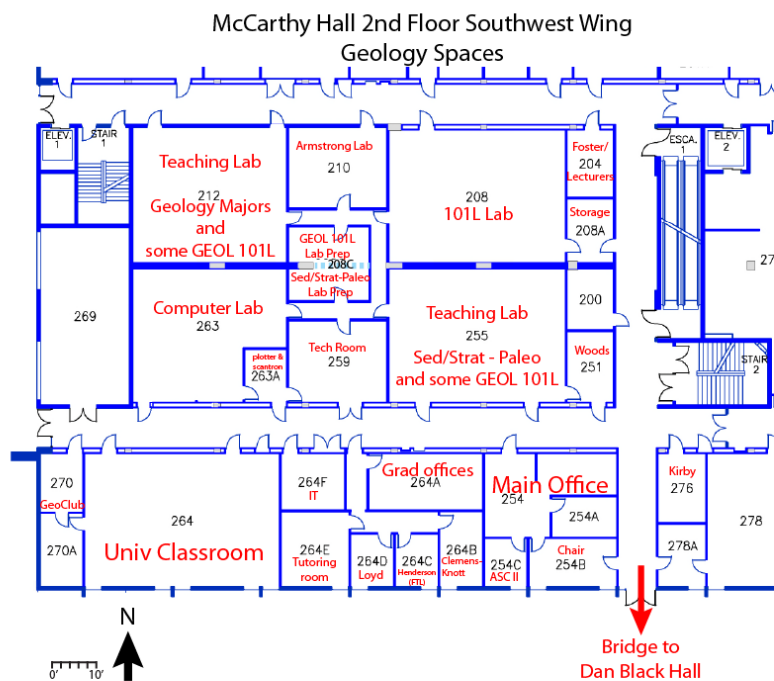 McCarthy Hall 2nd Floor Southwest Wing
Geology Spaces
ELEV.
1
STAIR
1
Teaching Lab
212
Geology Majors
and
some GEOL 101L
Armstrong Lab
210
208
101L Lab
Foster/
204
Lecturers
Storage
208A
ESCA.
1
ELEV.
2
GEOL 101L
Lab Prep
208C
Sed/Strat-Paleo
Lab Prep
269
Computer Lab
263
plotter &
scantron
263A
Tech Room
259
Teaching Lab
255
Sed/Strat - Paleo
and some GEOL 101L
200
Woods
251
27
STAIR
2
270
GeoClub
270A
264
Univ Classroom
264F
IT
264E
Tutoring
room
Grad offices
264A
264D
Loyd
264C
Henderson
(FTL)
264B
Clemens-
Knott
Main Office
254
254A
254C
ASC II
Chair
254B
Kirby
276
278A
278
N
0
10'
Bridge to
Dan Black Hall